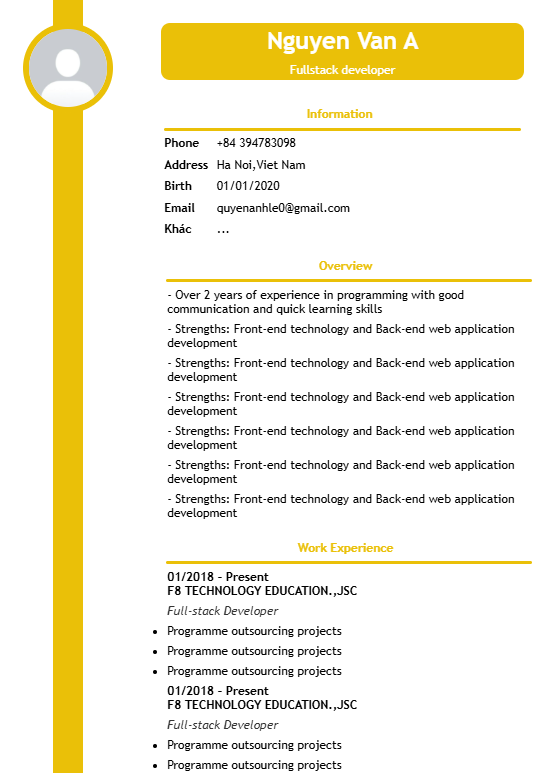 Nguyen Van A
Fullstack developer
Information
Phone +84 394783098
Address Ha Noi,Viet Nam
Birth 01/01/2020
Email quyenanhle0@gmail.com
Khác ...
Overview
- Over 2 years of experience in programming with good
communication and quick learning skills
- Strengths: Front-end technology and Back-end web application
development
- Strengths: Front-end technology and Back-end web application
development
- Strengths: Front-end technology and Back-end web application
development
- Strengths: Front-end technology and Back-end web application
development
- Strengths: Front-end technology and Back-end web application
development
- Strengths: Front-end technology and Back-end web application
development
Work Experience
01/2018 - Present
F8 TECHNOLOGY EDUCATION.,JSC
Full-stack Developer
• Programme outsourcing projects
• Programme outsourcing projects
• Programme outsourcing projects
01/2018 - Present
F8 TECHNOLOGY EDUCATION.,JSC
Full-stack Developer
• Programme outsourcing projects
• Programme outsourcing projects